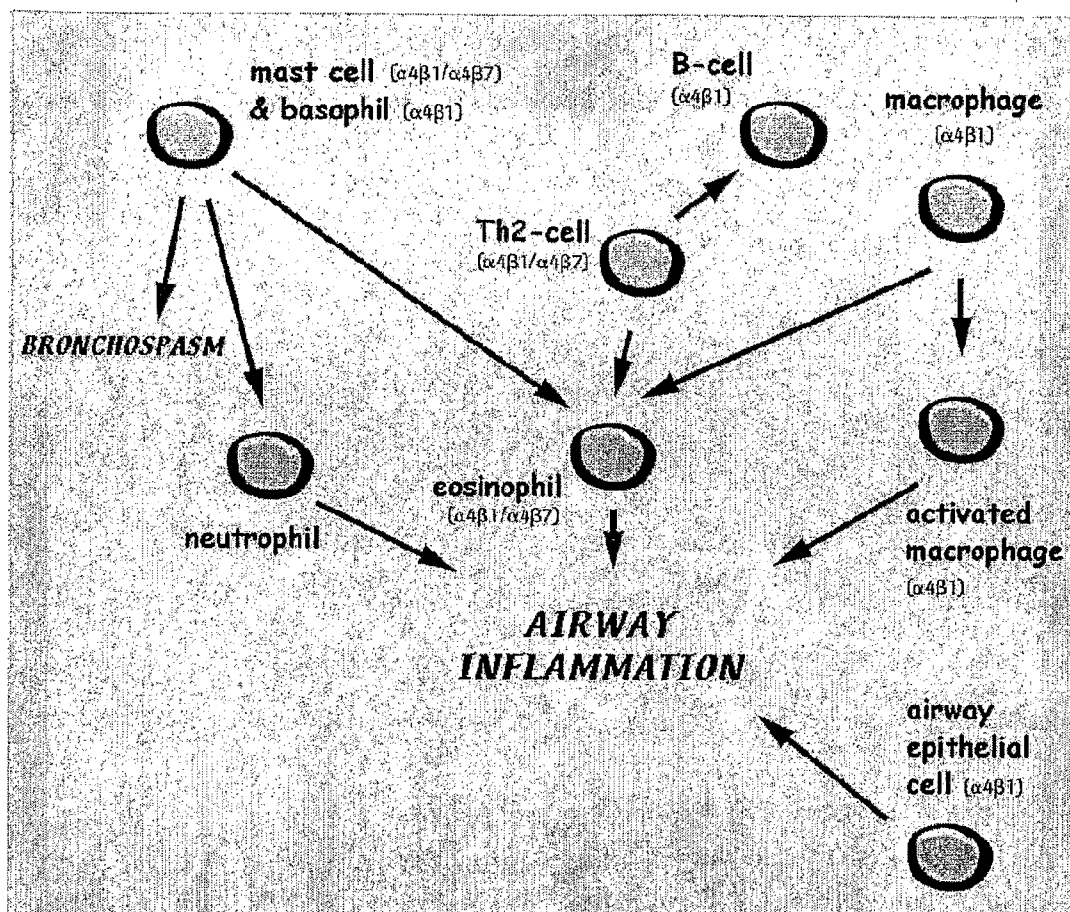 mast cell (α4β1/α4β7)
& basophil (α4β1)
B-cell
(α4β1)
macrophage
(α4β1)
Th2-cell
(α4β1/α4β7)
BRONCHOSPASM
eosinophil
(α4β1/α4β7)
neutrophil
activated
macrophage
(α4β1)
AIRWAY
INFLAMMATION
airway
epithelial
cell (α4β1)